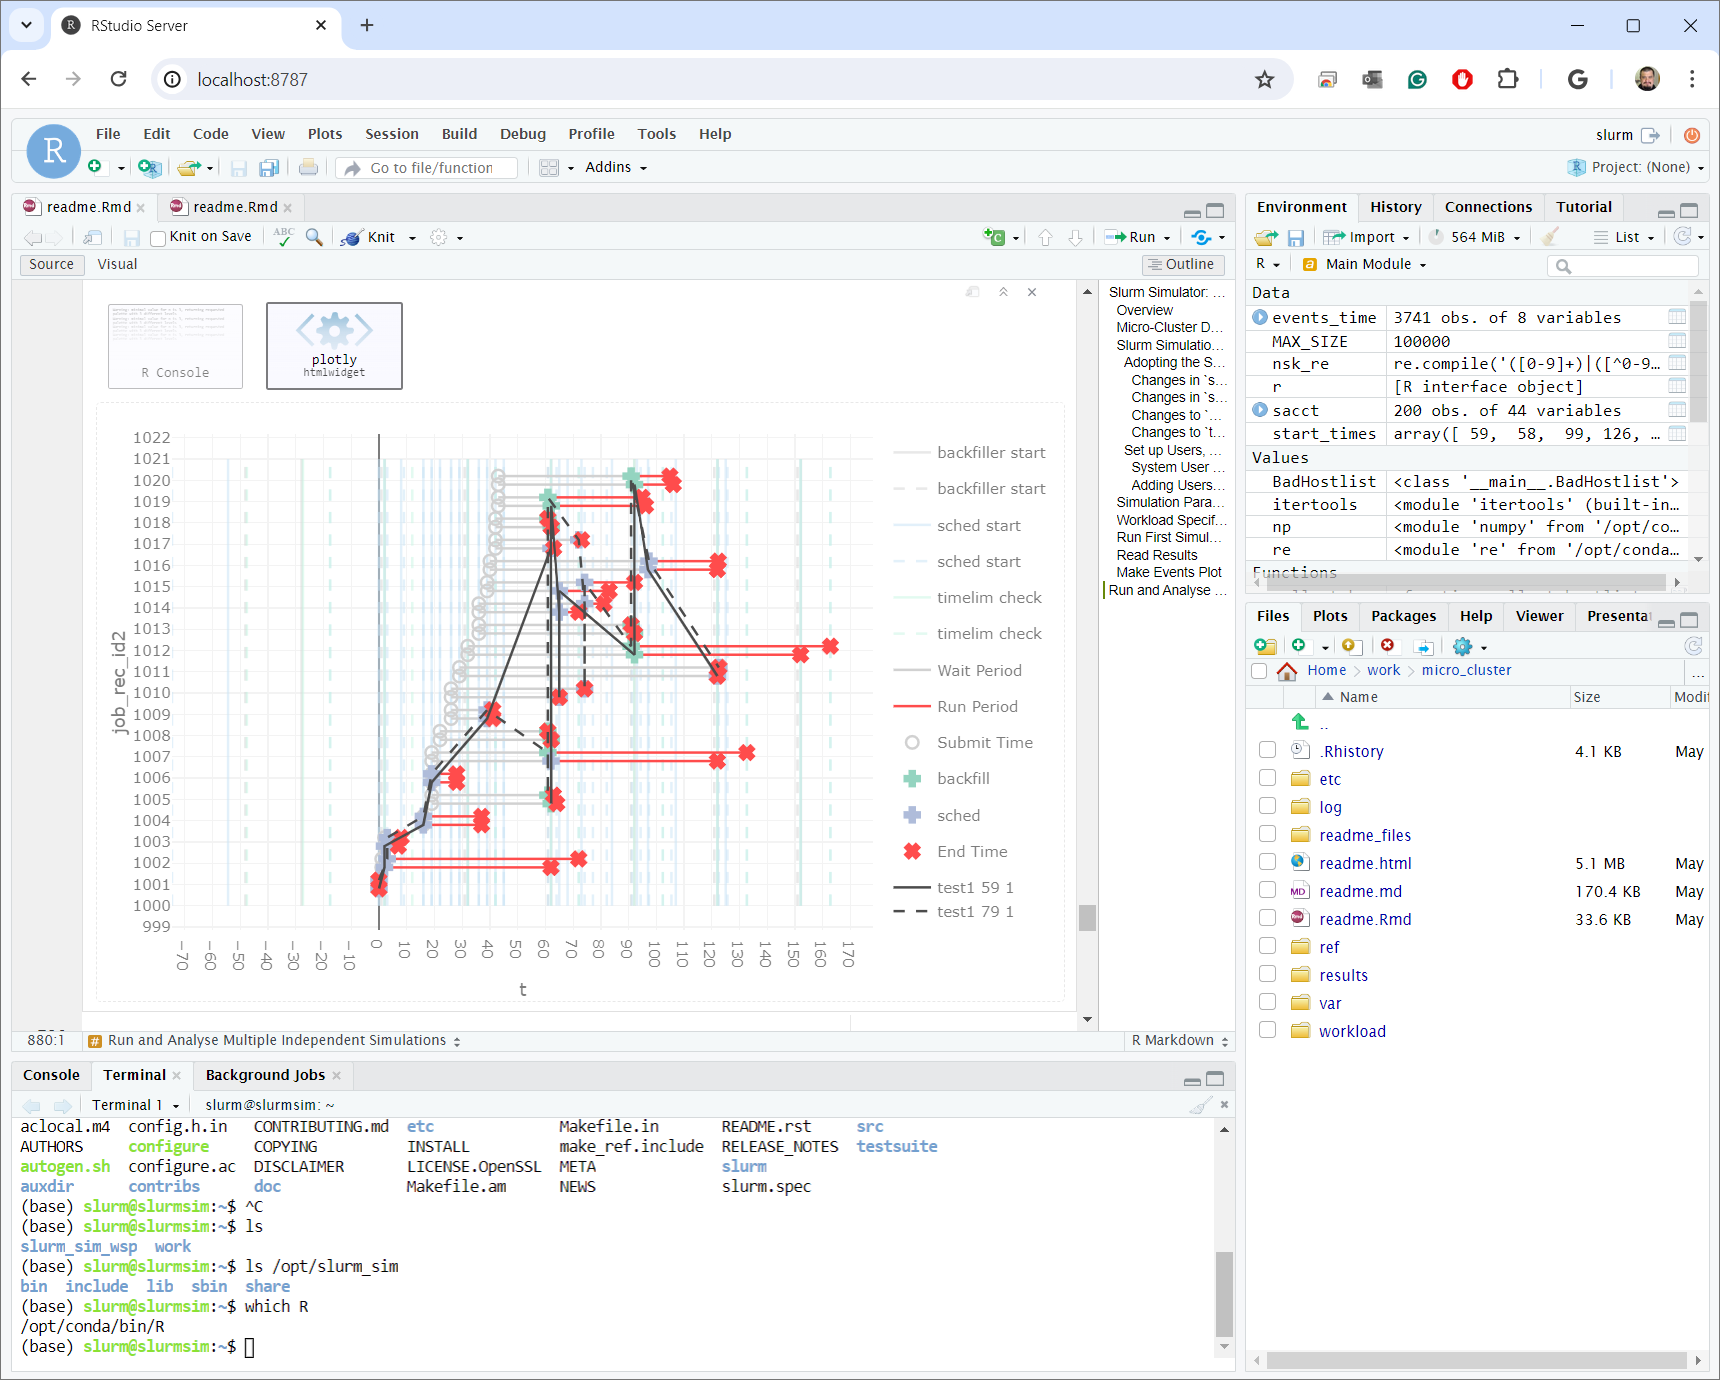 RStudio Server
localhost:8787
File Edit Code View Plots Session Build Debug Profile Tools Help
slurm
R
Go to file/function
Addins
Project: (None)
readme.Rmd
readme.Rmd
Knit on Save
ABC
Knit
Run
Source Visual
Outline
R Console
plotly
htmlwidget
1022
1021
1020
1019
1018
1017
1016
1015
1014
1013
1012
1011
1010
1009
1008
1007
1006
1005
1004
1003
1002
1001
1000
999
job_rec_id2
−70 −60 −50 −40 −30 −20 −10 0 10 20 30 40 50 60 70 80 90 100 110 120 130 140 150 160 170
t
backfiller start
backfiller start
sched start
sched start
timelim check
timelim check
Wait Period
Run Period
Submit Time
backfill
sched
End Time
test1 59 1
test1 79 1
Slurm Simulator: ...
Overview
Micro-Cluster D...
Slurm Simulatio...
Adopting the S...
Changes in `s...
Changes in `s...
Changes to `...
Changes to `t...
Set up Users, ...
System User ...
Adding Users...
Simulation Para...
Workload Specif...
Run First Simul...
Read Results
Make Events Plot
Run and Analyse ...
880:1
# Run and Analyse Multiple Independent Simulations
R Markdown
Console Terminal Background Jobs
Terminal 1 slurm@slurmsim: ~
aclocal.m4 config.h.in CONTRIBUTING.md etc Makefile.in README.rst src
AUTHORS configure COPYING INSTALL make_ref.include RELEASE_NOTES testsuite
autogen.sh configure.ac DISCLAIMER LICENSE.OpenSSL META slurm
auxdir contribs doc Makefile.am NEWS slurm.spec
(base) slurm@slurmsim:~$ ^C
(base) slurm@slurmsim:~$ ls
slurm_sim_wsp work
(base) slurm@slurmsim:~$ ls /opt/slurm_sim
bin include lib sbin share
(base) slurm@slurmsim:~$ which R
/opt/conda/bin/R
(base) slurm@slurmsim:~$
Environment History Connections Tutorial
Import 564 MiB List
R Main Module
Data
events_time 3741 obs. of 8 variables
MAX_SIZE 100000
nsk_re re.compile('([0-9]+)|([^0-9...
r [R interface object]
sacct 200 obs. of 44 variables
start_times array([ 59, 58, 99, 126, ...
Values
BadHostlist <class '__main__.BadHostlist'>
itertools <module 'itertools' (built-in...
np <module 'numpy' from '/opt/co...
re <module 're' from '/opt/conda...
Functions
Files Plots Packages Help Viewer Presenta
Home work micro_cluster ...
Name Size Modif
..
.Rhistory 4.1 KB May
etc
log
readme_files
readme.html 5.1 MB May
readme.md 170.4 KB May
readme.Rmd 33.6 KB May
ref
results
var
workload